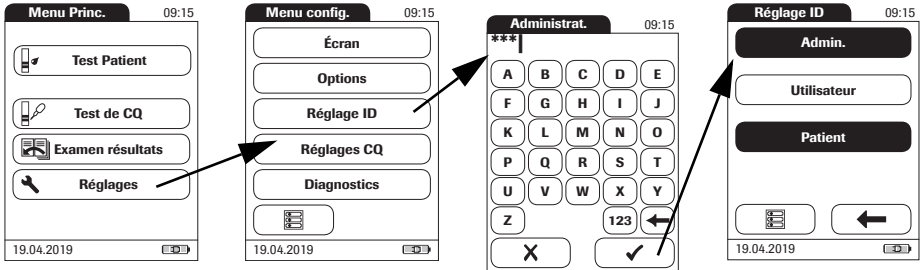 Menu Princ. 09:15
Test Patient
Test de CQ
Examen résultats
Réglages
19.04.2019
Menu config. 09:15
Écran
Options
Réglage ID
Réglages CQ
Diagnostics
19.04.2019
Administrat. 09:15
***
A B C D E
F G H I J
K L M N O
P Q R S T
U V W X Y
Z 123
Réglage ID 09:15
Admin.
Utilisateur
Patient
19.04.2019